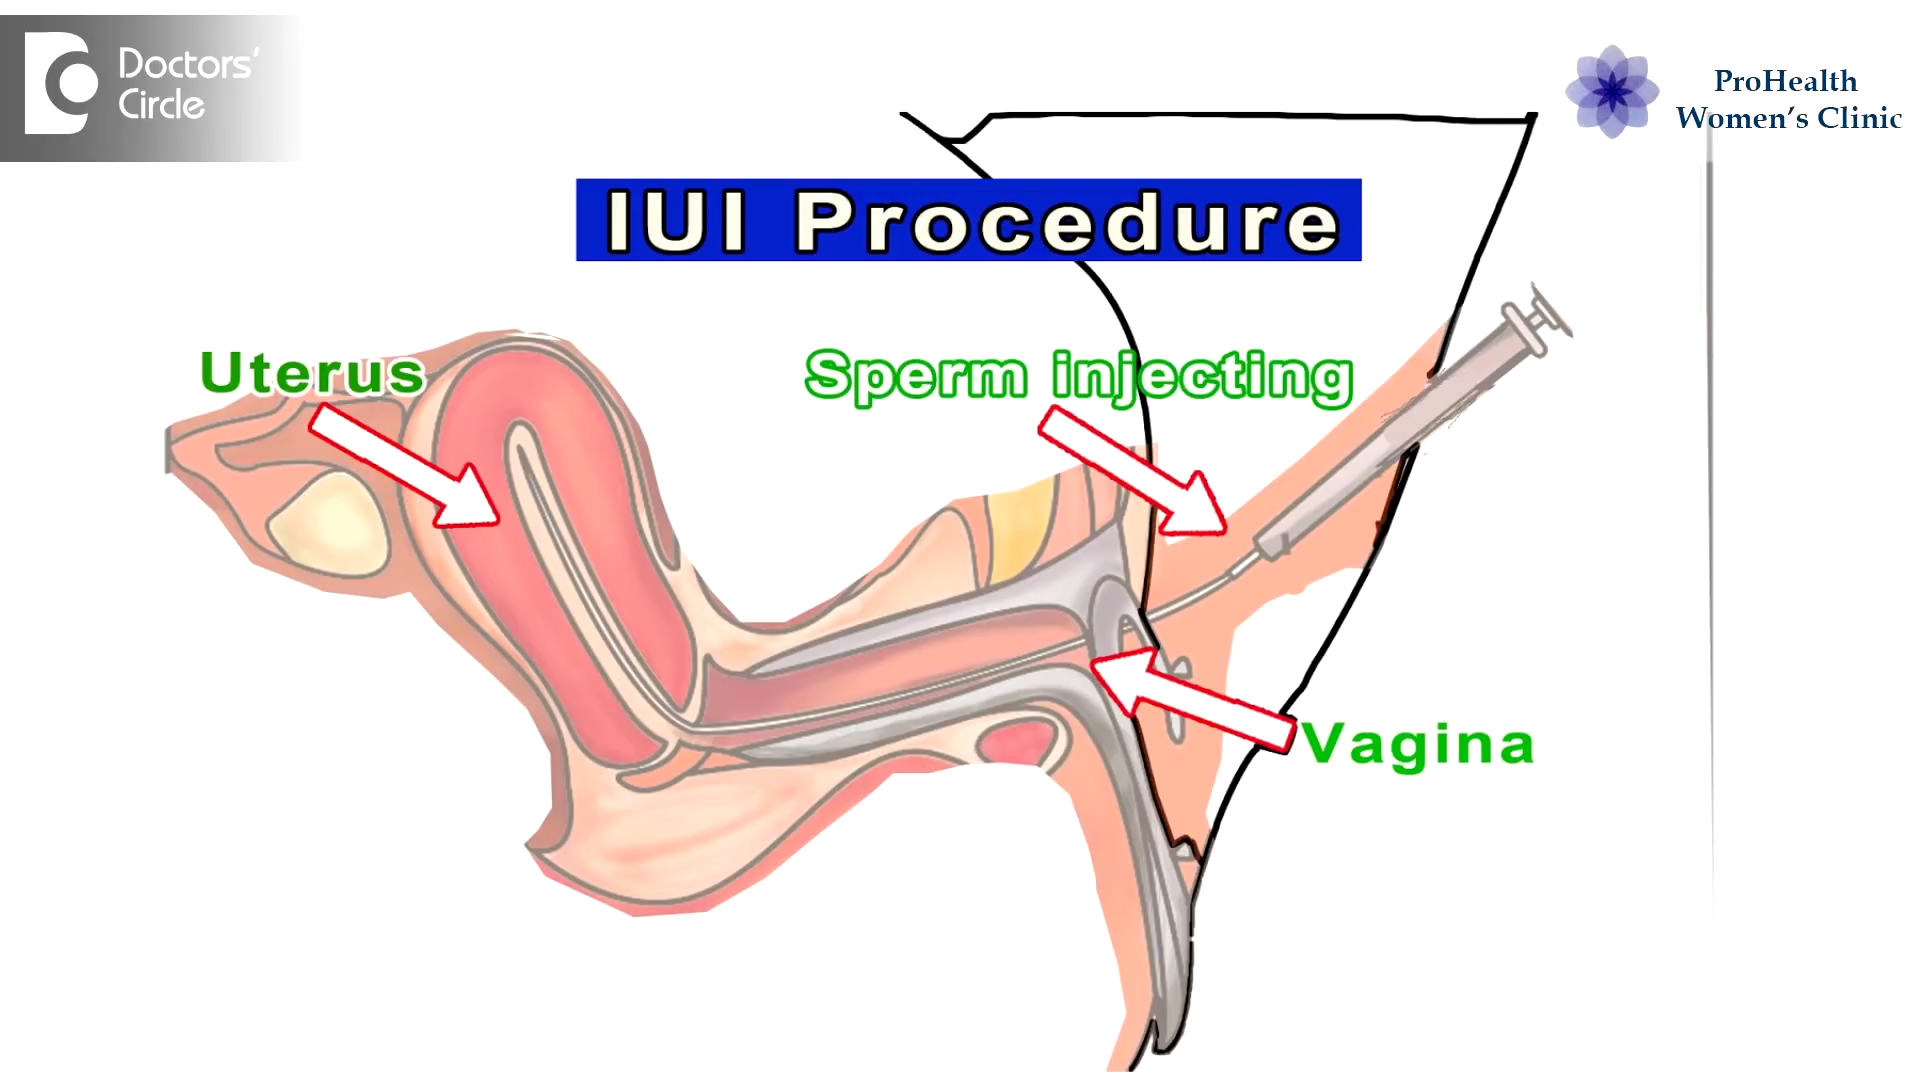 Doctors'
Circle
ProHealth
Women's Clinic
IUI Procedure
Uterus
Sperm injecting
Vagina